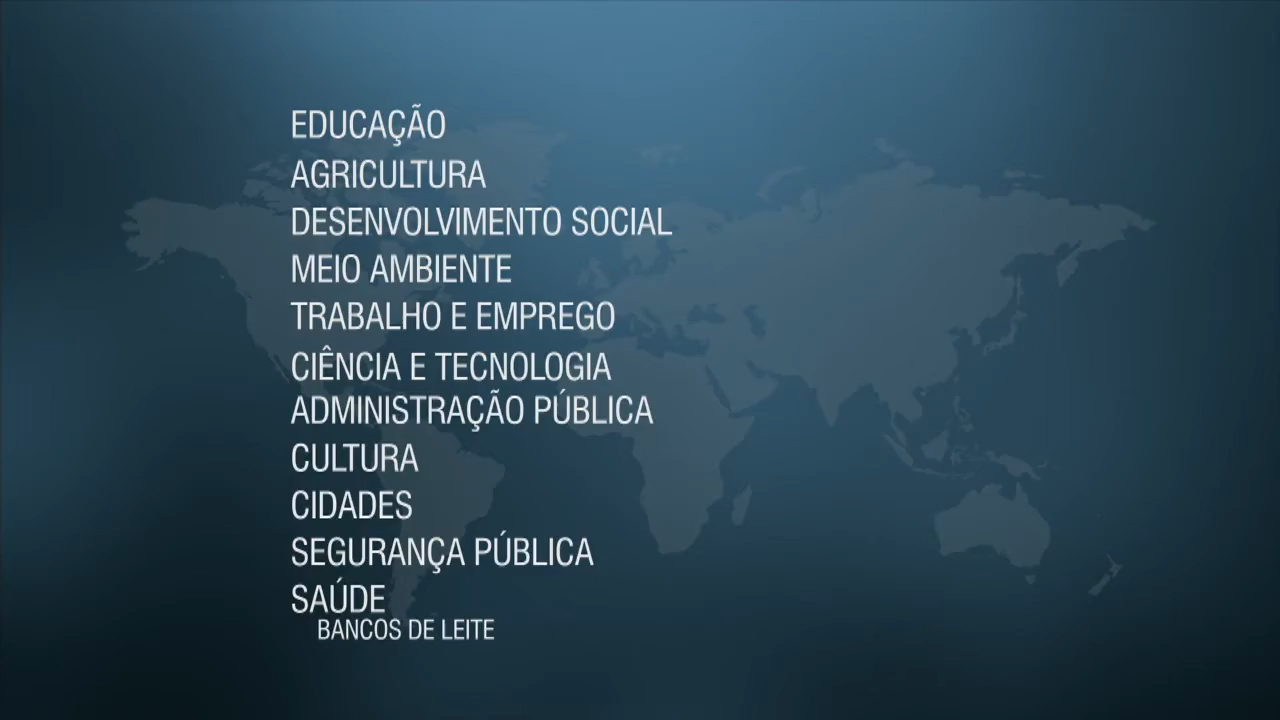 EDUCAÇÃO
AGRICULTURA
DESENVOLVIMENTO SOCIAL
MEIO AMBIENTE
TRABALHO E EMPREGO
CIÊNCIA E TECNOLOGIA
ADMINISTRAÇÃO PÚBLICA
CULTURA
CIDADES
SEGURANÇA PÚBLICA
SAÚDE
BANCOS DE LEITE